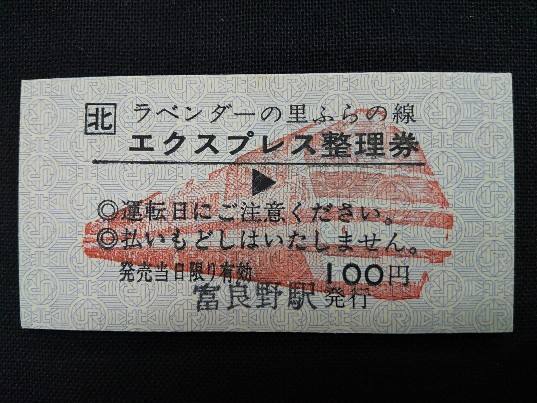 北 ラベンダーの里ふらの線
エクスプレス整理券
▶
◎運転日にご注意ください。
◎払いもどしはいたしません。
発売当日限り有効 100円
富良野駅発行